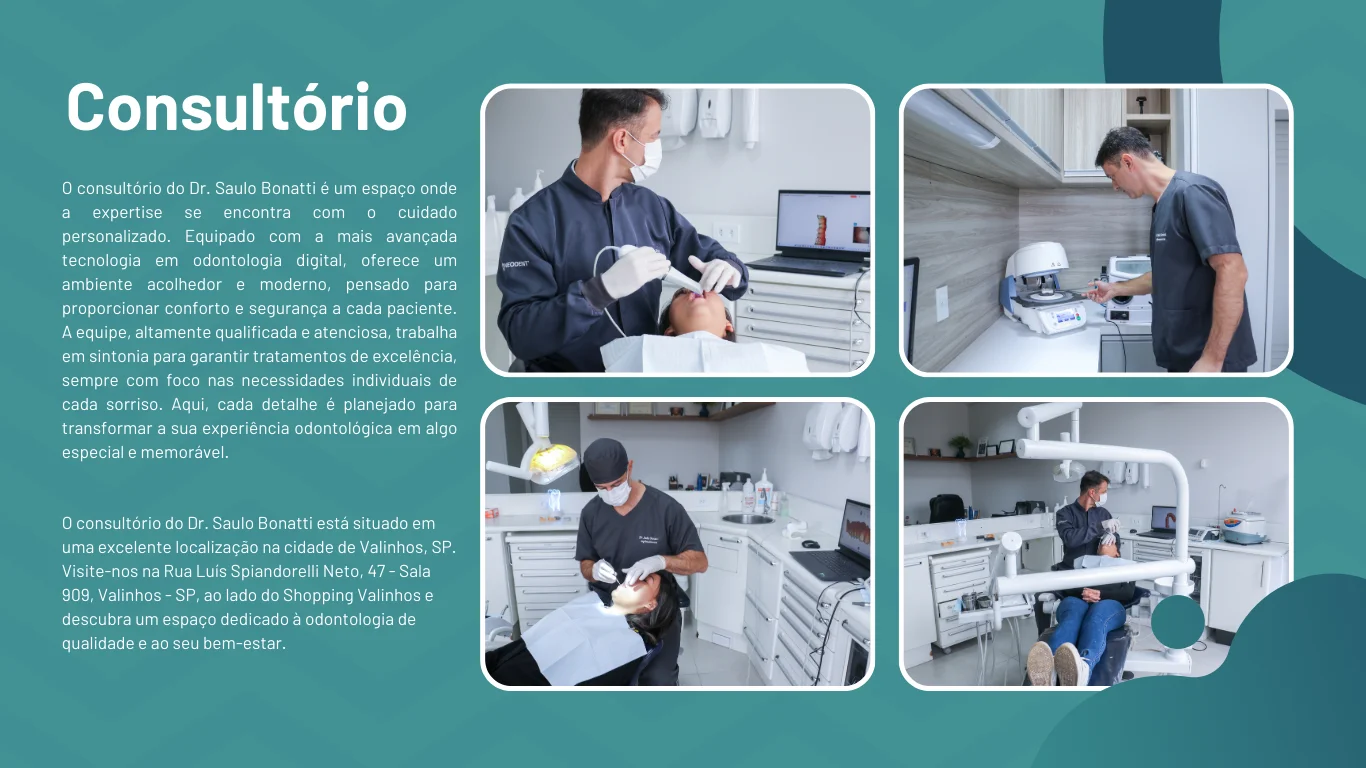 Consultório
O consultório do Dr. Saulo Bonatti é um espaço onde
a expertise se encontra com o cuidado
personalizado. Equipado com a mais avançada
tecnologia em odontologia digital, oferece um
ambiente acolhedor e moderno, pensado para
proporcionar conforto e segurança a cada paciente.
A equipe, altamente qualificada e atenciosa, trabalha
em sintonia para garantir tratamentos de excelência,
sempre com foco nas necessidades individuais de
cada sorriso. Aqui, cada detalhe é planejado para
transformar a sua experiência odontológica em algo
especial e memorável.
O consultório do Dr. Saulo Bonatti está situado em
uma excelente localização na cidade de Valinhos, SP.
Visite-nos na Rua Luís Spiandorelli Neto, 47 - Sala
909, Valinhos - SP, ao lado do Shopping Valinhos e
descubra um espaço dedicado à odontologia de
qualidade e ao seu bem-estar.
NEODENT